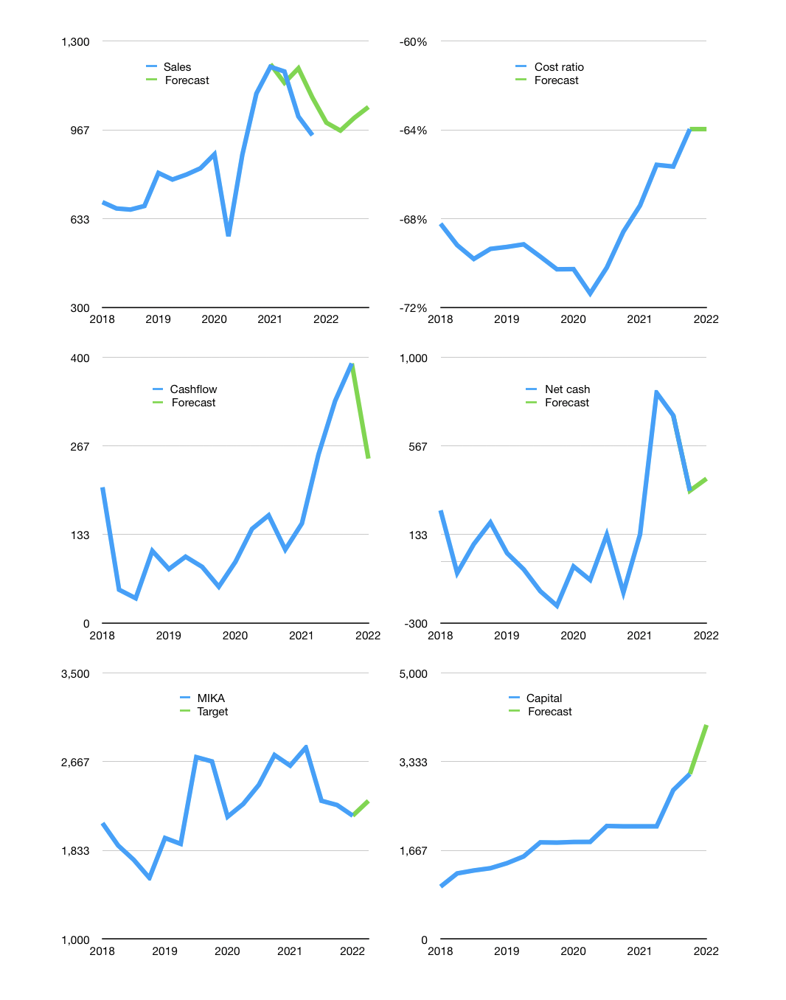 1,300
Sales
Forecast
967
633
300
2018 2019 2020 2021 2022
-60%
Cost ratio
Forecast
-64%
-68%
-72%
2018 2019 2020 2021 2022
400
Cashflow
Forecast
267
133
0
2018 2019 2020 2021 2022
1,000
Net cash
Forecast
567
133
-300
2018 2019 2020 2021 2022
3,500
MIKA
Target
2,667
1,833
1,000
2018 2019 2020 2021 2022
5,000
Capital
Forecast
3,333
1,667
0
2018 2019 2020 2021 2022